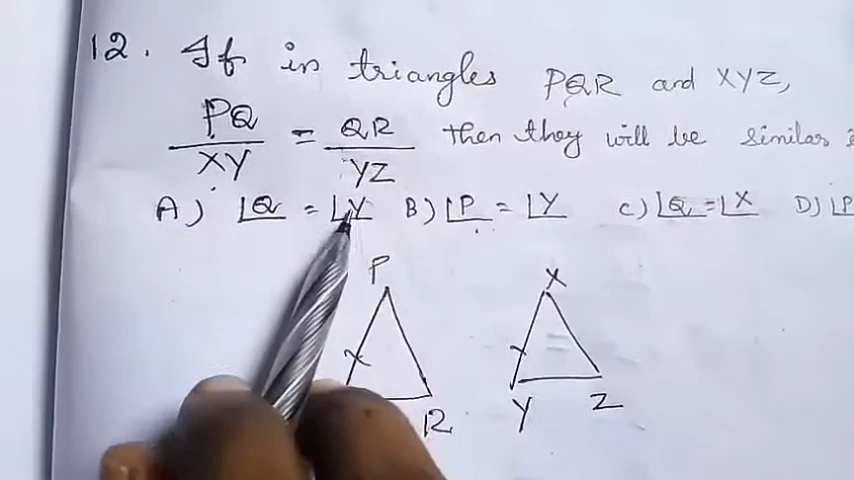 12. If in triangles PQR and XYZ,
PQ/XY = QR/YZ then they will be similar
A) ∠Q = ∠Y B) ∠P = ∠Y C) ∠Q = ∠X D) ∠P
P X
R Y Z